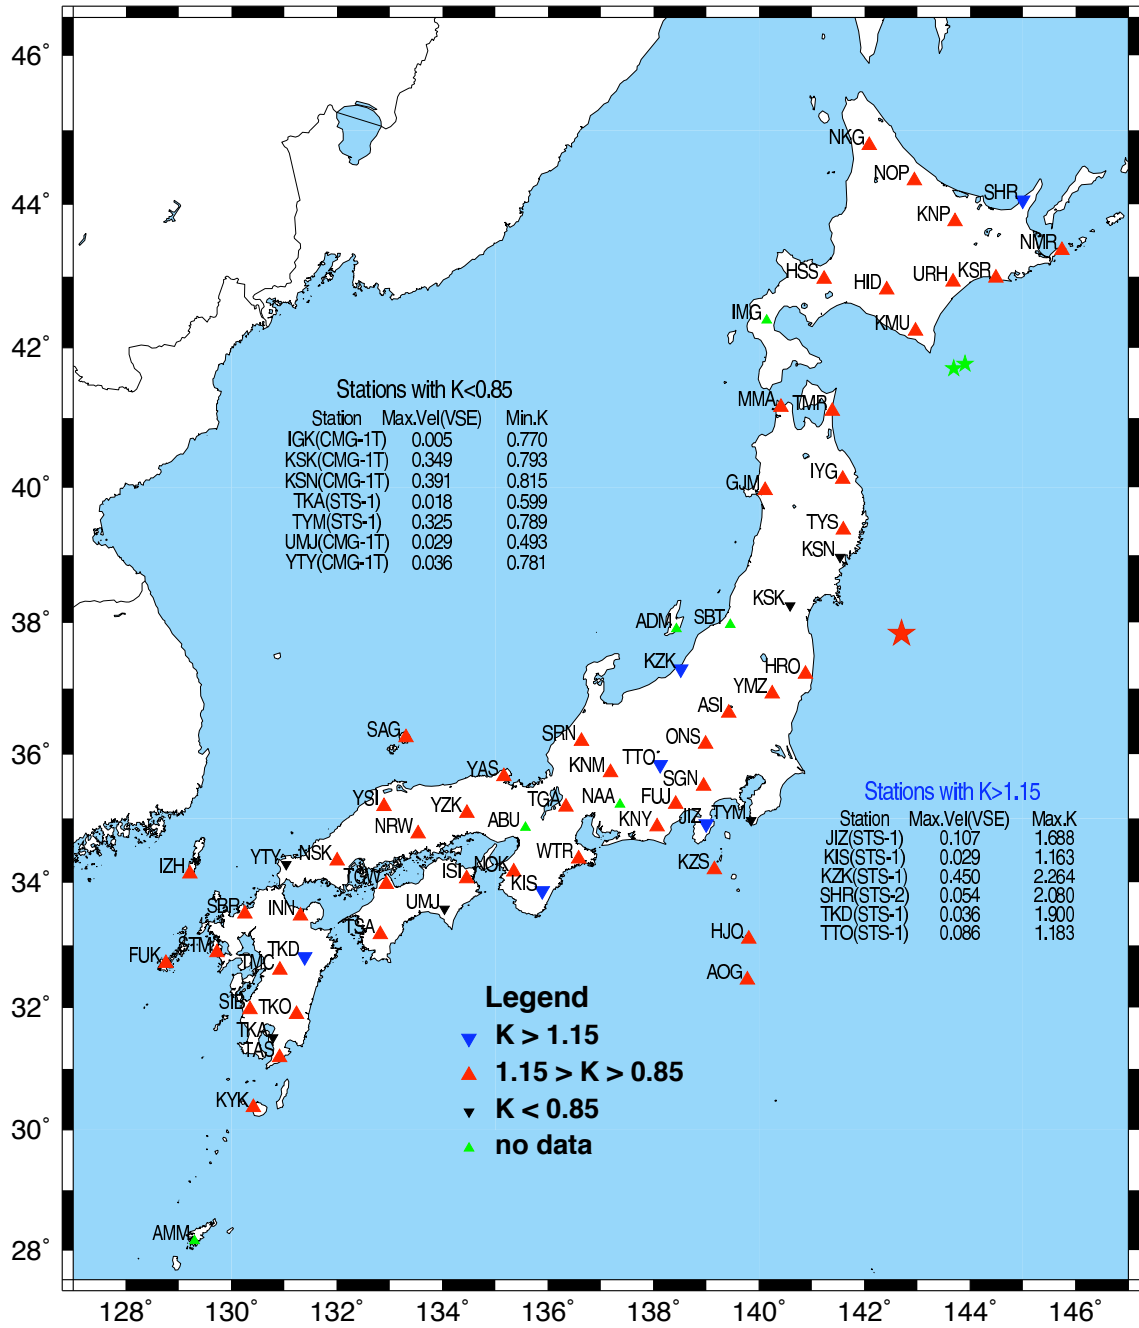 46°
44°
42°
40°
38°
36°
34°
32°
30°
28°
128° 130° 132° 134° 136° 138° 140° 142° 144° 146°
NKG
NOP
SHR
KNP
NMR
HSS
HID
URH
KSR
IMG
KMU
Stations with K<0.85
Station Max.Vel(VSE) Min.K
IGK(CMG-1T) 0.005 0.770
KSK(CMG-1T) 0.349 0.793
KSN(CMG-1T) 0.391 0.815
TKA(STS-1) 0.018 0.599
TYM(STS-1) 0.325 0.789
UMJ(CMG-1T) 0.029 0.493
YTY(CMG-1T) 0.036 0.781
MMA
TMR
IYG
GJM
TYS
KSN
KSK
ADM
SBT
KZK
HRO
YMZ
ASI
SAG
SRN
ONS
TTO
YAS
KNM
SGN
YSI
YZK
TGA
NAA
FUJ
NRW
ABU
KNY
JIZ
TYM
Stations with K>1.15
Station Max.Vel(VSE) Max.K
JIZ(STS-1) 0.107 1.688
KIS(STS-1) 0.029 1.163
KZK(STS-1) 0.450 2.264
SHR(STS-2) 0.054 2.080
TKD(STS-1) 0.036 1.900
TTO(STS-1) 0.086 1.183
IZH
YTY
NSK
TGW
ISI
NOK
WTR
KIS
KZS
SBR
INN
UMJ
TSA
HJO
FUK
STM
TMC
TKD
AOG
SIB
TKO
TKA
TAS
KYK
AMM
Legend
K > 1.15
1.15 > K > 0.85
K < 0.85
no data